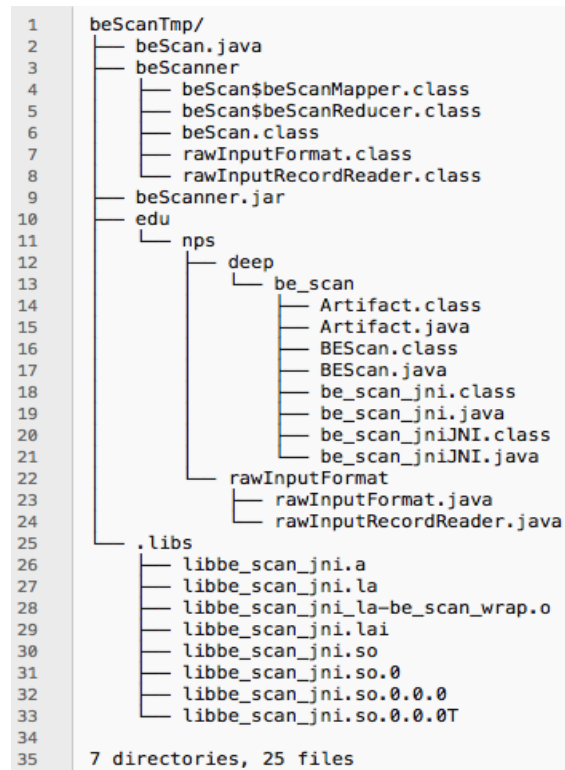 1 beScanTmp/
2 ├── beScan.java
3 ├── beScanner
4 │   ├── beScan$beScanMapper.class
5 │   ├── beScan$beScanReducer.class
6 │   ├── beScan.class
7 │   ├── rawInputFormat.class
8 │   └── rawInputRecordReader.class
9 ├── beScanner.jar
10 ├── edu
11 │   └── nps
12 │       ├── deep
13 │       │   └── be_scan
14 │       │       ├── Artifact.class
15 │       │       ├── Artifact.java
16 │       │       ├── BEScan.class
17 │       │       ├── BEScan.java
18 │       │       ├── be_scan_jni.class
19 │       │       ├── be_scan_jni.java
20 │       │       ├── be_scan_jniJNI.class
21 │       │       └── be_scan_jniJNI.java
22 │       └── rawInputFormat
23 │           ├── rawInputFormat.java
24 │           └── rawInputRecordReader.java
25 └── .libs
26     ├── libbe_scan_jni.a
27     ├── libbe_scan_jni.la
28     ├── libbe_scan_jni_la-be_scan_wrap.o
29     ├── libbe_scan_jni.lai
30     ├── libbe_scan_jni.so
31     ├── libbe_scan_jni.so.0
32     ├── libbe_scan_jni.so.0.0.0
33     └── libbe_scan_jni.so.0.0.0T
34
35 7 directories, 25 files